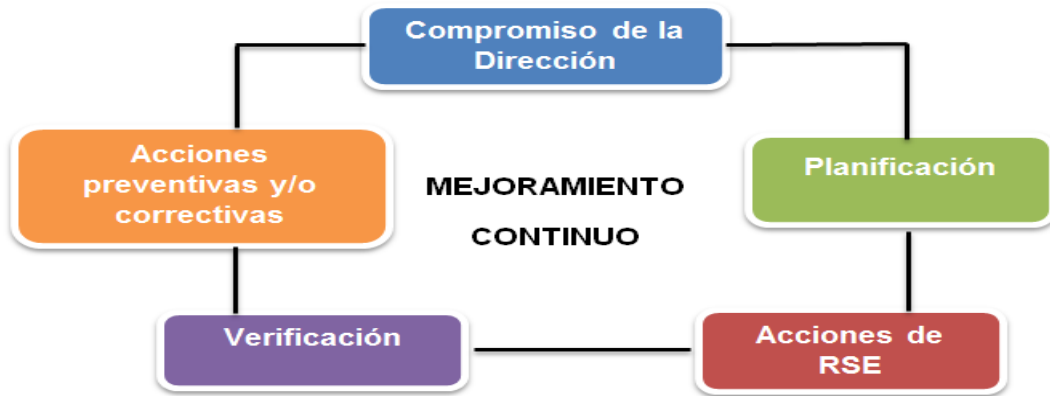 Compromiso de la
Dirección
Acciones
preventivas y/o
correctivas
MEJORAMIENTO
CONTINUO
Planificación
Verificación
Acciones de
RSE